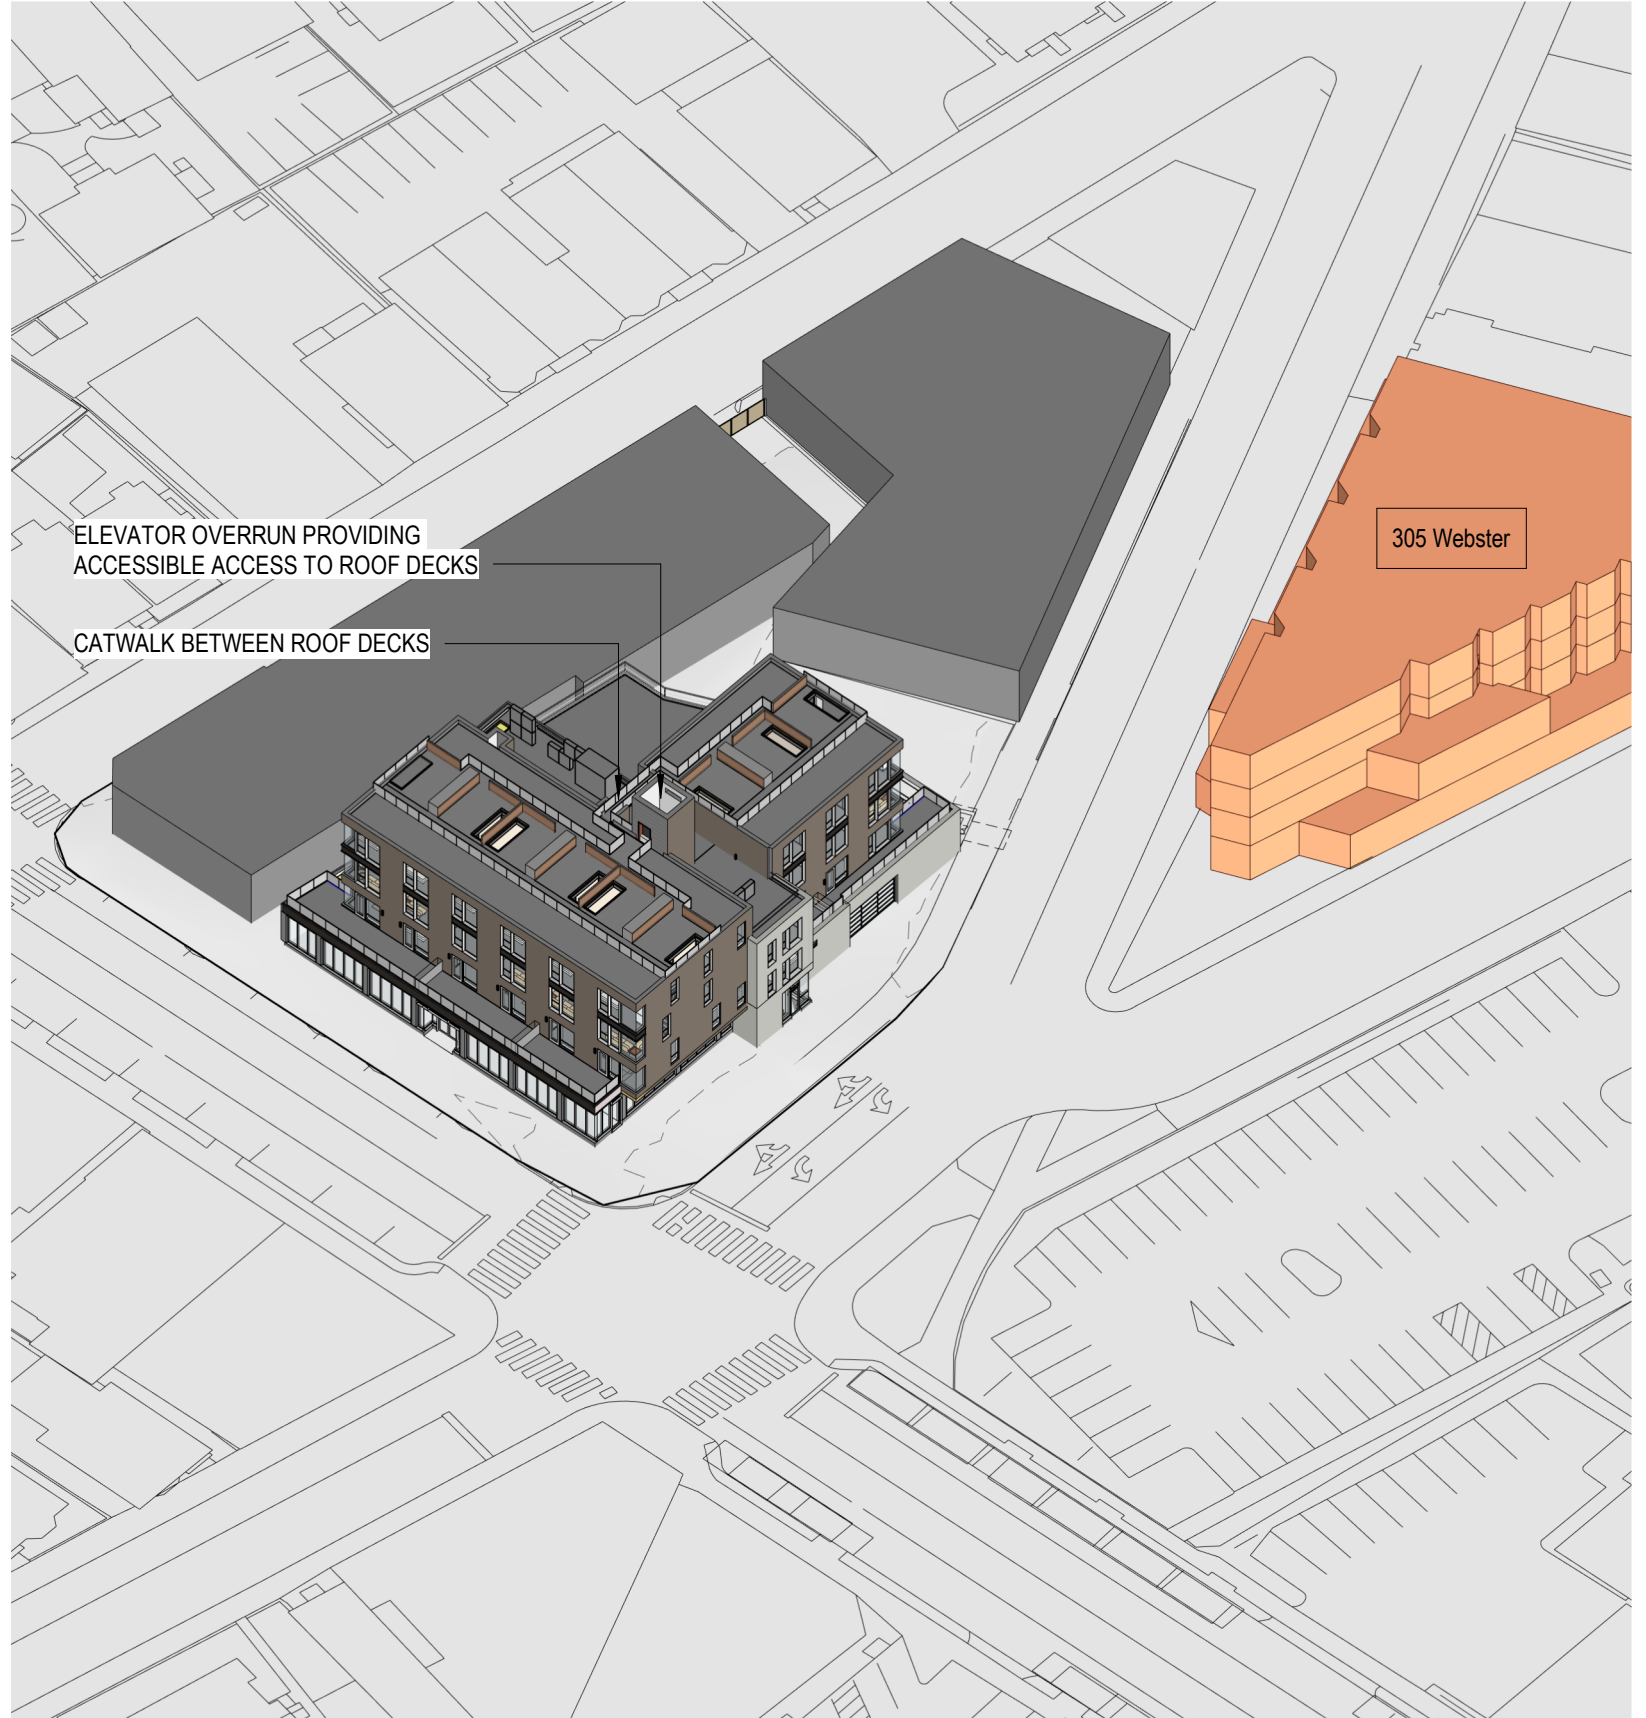 ELEVATOR OVERRUN PROVIDING
ACCESSIBLE ACCESS TO ROOF DECKS
CATWALK BETWEEN ROOF DECKS
305 Webster